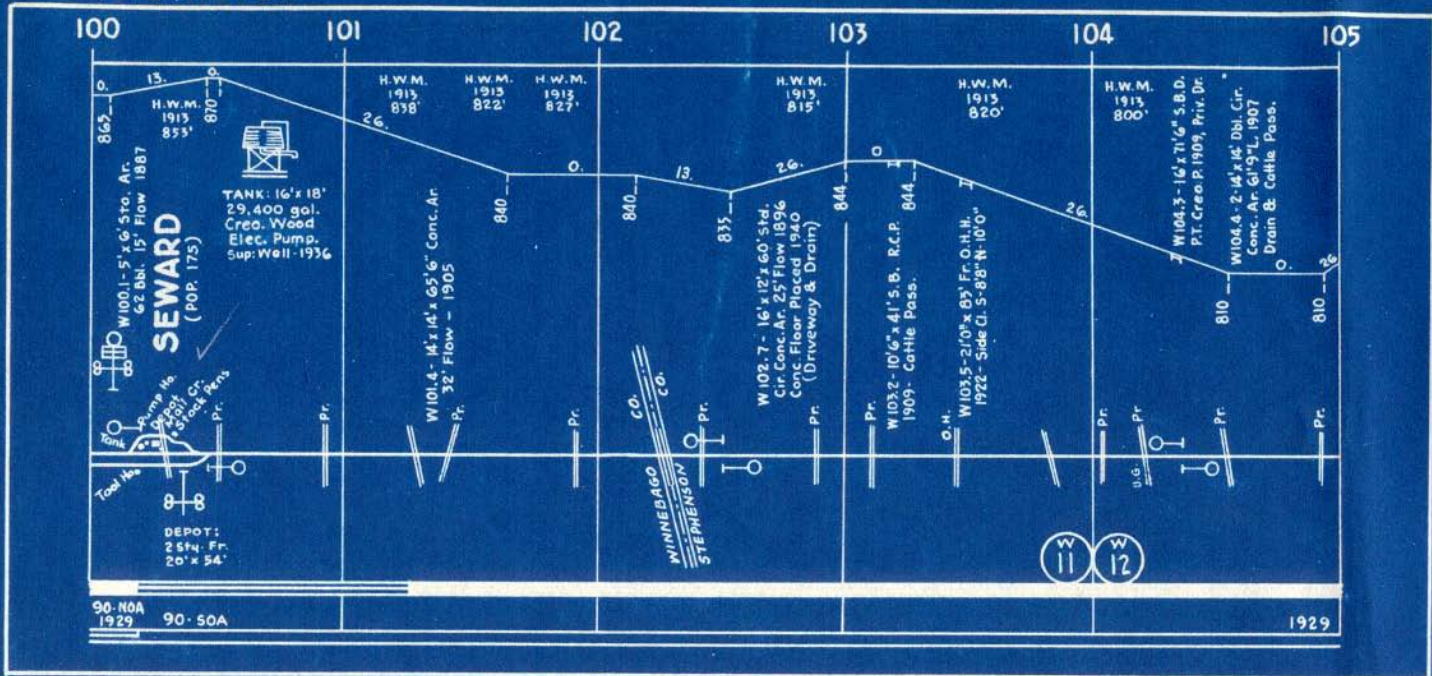 100 101 102 103 104 105
0. 13. 0. 26. 0. 13. 26. 0 26. 0. 26
865 870 840 840 835 844 844 810 810
H.W.M.
1913
853'
H.W.M.
1913
838'
H.W.M.
1913
822'
H.W.M.
1913
827'
H.W.M.
1913
815'
H.W.M.
1913
820'
H.W.M.
1913
800'
W100.1 - 5' x 6' Sto. Ar.
62 Bbl. 15' Flow 1887
SEWARD
(POP. 175)
TANK: 16'x 18'
29,400 gal.
Creo. Wood
Elec. Pump.
Sup: Well-1936
W101.4 - 14' x 14' x 65'6" Conc. Ar.
32' Flow - 1905
W102.7 - 16' x 12' x 60' Std.
Cir. Conc. Ar. 25' Flow 1896
Conc. Floor Placed 1940
(Driveway & Drain)
W103.2 - 10'6" x 41' S.B. R.C.P.
1909 - Cattle Pass.
W103.5 - 21'0" x 85' Fr. O.H.H.
1922 - Side Cl. S-8'8" N-10'0"
W104.3 - 16' x 71'6" S.B.D.
P.T. Creo. P. 1909, Priv. Dr.
W104.4 - 2-14' x 14' Dbl. Cir.
Conc. Ar. 61'9" L. 1907
Drain & Cattle Pass.
Tank
Pump Ho.
Depot
Mail Cr.
Stock Pens
Tool Ho.
Pr.
Pr.
Pr.
Pr.
WINNEBAGO CO.
STEPHENSON CO.
Pr.
Pr.
Pr.
O.H.
Pr.
U.G.
Pr.
Pr.
DEPOT:
2 Sty. Fr.
20' x 54'
W
11
W
12
90-NOA
1929
90-SOA
1929